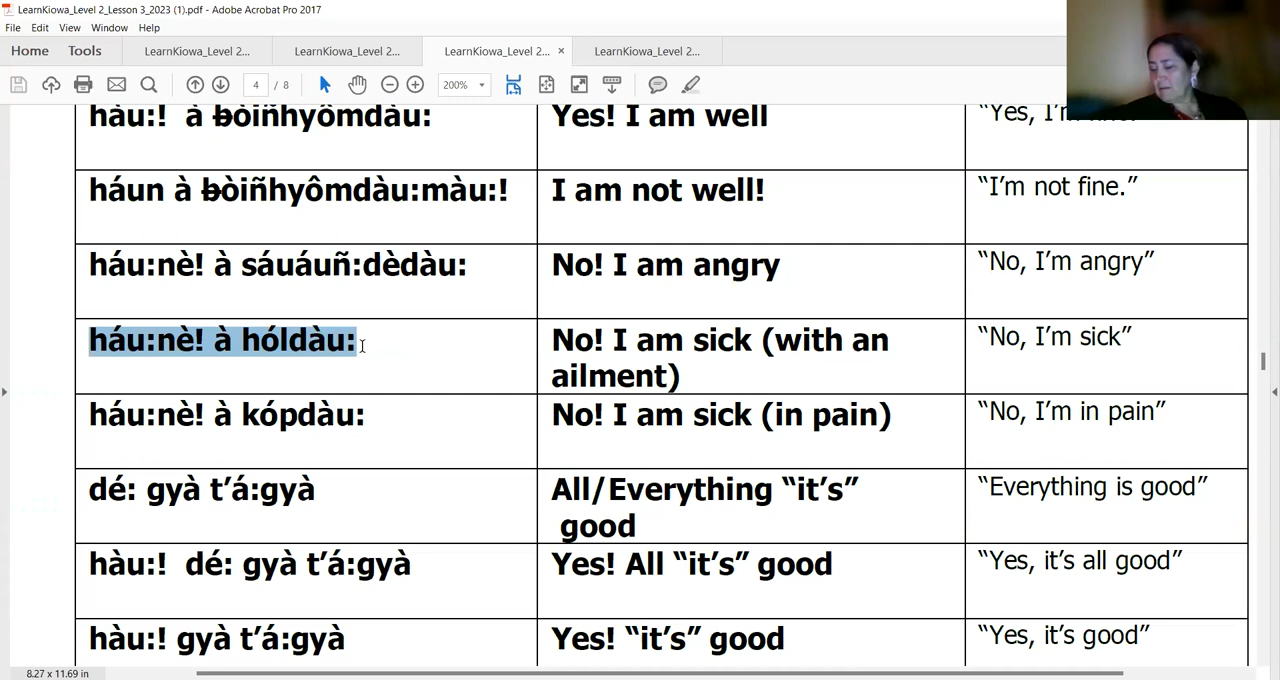 LearnKiowa_Level 2_Lesson 3_2023 (1).pdf - Adobe Acrobat Pro 2017
File Edit View Window Help
Home Tools LearnKiowa_Level 2... LearnKiowa_Level 2... LearnKiowa_Level 2... × LearnKiowa_Level 2...
4 / 8 200%
hàu:! à b̶òiñhyômdàu: Yes! I am well “Yes, I’m fine.”
háun à b̶òiñhyômdàu:màu:! I am not well! “I’m not fine.”
háu:nè! à sáuáuñ:dèdàu: No! I am angry “No, I’m angry”
háu:nè! à hóldàu: No! I am sick (with an “No, I’m sick”
ailment)
háu:nè! à kópdàu: No! I am sick (in pain) “No, I’m in pain”
dé: gyà t’á:gyà All/Everything “it’s” “Everything is good”
good
hàu:! dé: gyà t’á:gyà Yes! All “it’s” good “Yes, it’s all good”
hàu:! gyà t’á:gyà Yes! “it’s” good “Yes, it’s good”
8.27 x 11.69 in